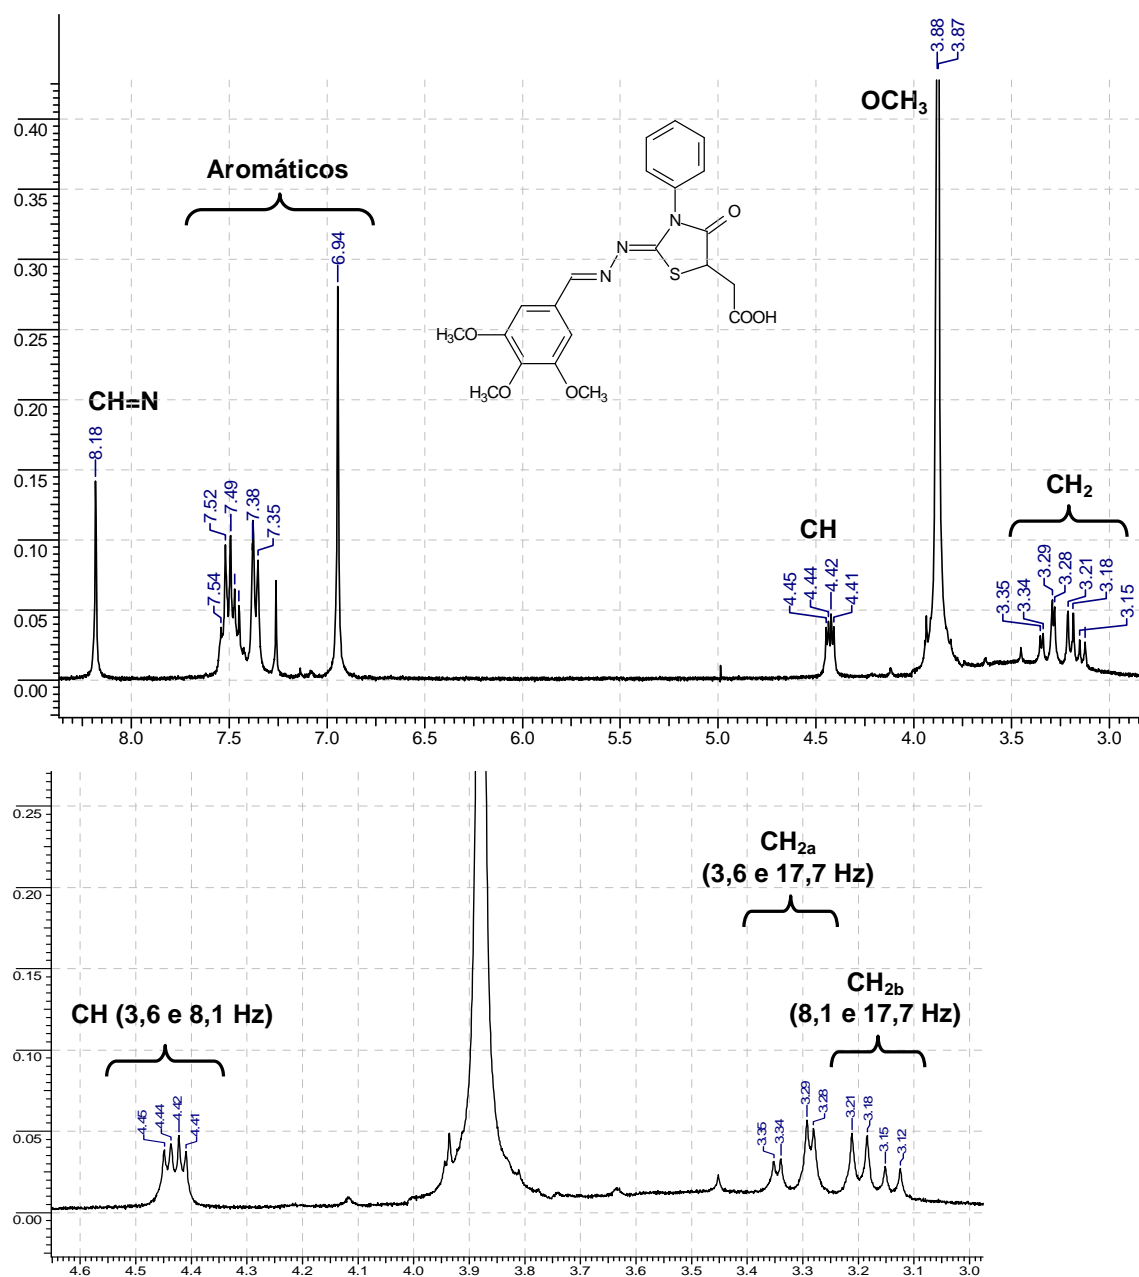 3.88
3.87
OCH3
0.40
0.35
0.30
0.25
0.20
0.15
0.10
0.05
0.00
Aromáticos
6.94
CH=N
8.18
7.54
7.52
7.49
7.38
7.35
N
O
N
N
S
COOH
H3CO
H3CO
OCH3
CH
4.45
4.44
4.42
4.41
CH2
3.35
3.34
3.29
3.28
3.21
3.18
3.15
8.0 7.5 7.0 6.5 6.0 5.5 5.0 4.5 4.0 3.5 3.0
0.25
0.20
0.15
0.10
0.05
0.00
CH2a
(3,6 e 17,7 Hz)
CH2b
(8,1 e 17,7 Hz)
CH (3,6 e 8,1 Hz)
4.45
4.44
4.42
4.41
3.35
3.34
3.29
3.28
3.21
3.18
3.15
3.12
4.6 4.5 4.4 4.3 4.2 4.1 4.0 3.9 3.8 3.7 3.6 3.5 3.4 3.3 3.2 3.1 3.0